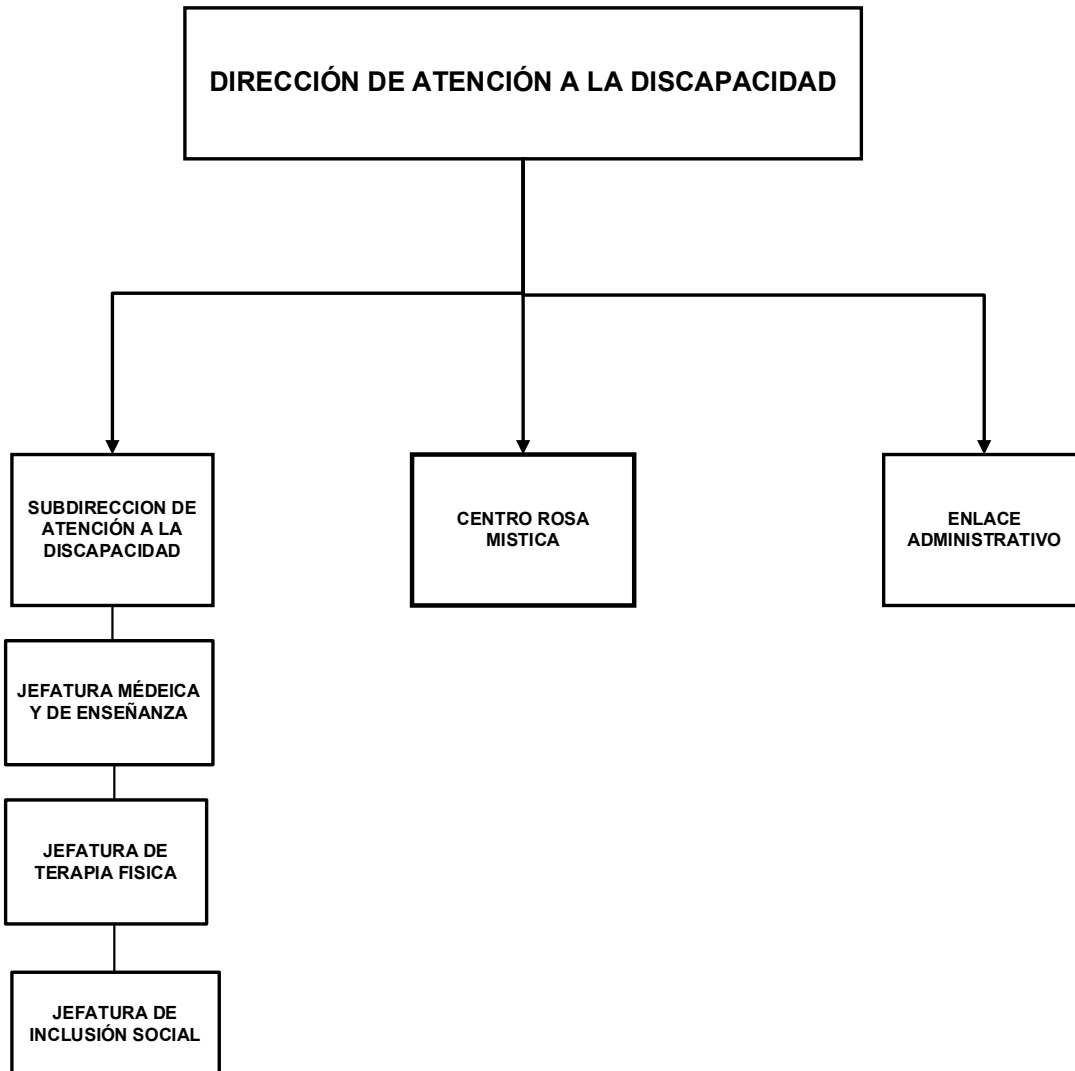 DIRECCIÓN DE ATENCIÓN A LA DISCAPACIDAD
SUBDIRECCION DE
ATENCIÓN A LA
DISCAPACIDAD
CENTRO ROSA
MISTICA
ENLACE
ADMINISTRATIVO
JEFATURA MÉDEICA
Y DE ENSEÑANZA
JEFATURA DE
TERAPIA FISICA
JEFATURA DE
INCLUSIÓN SOCIAL